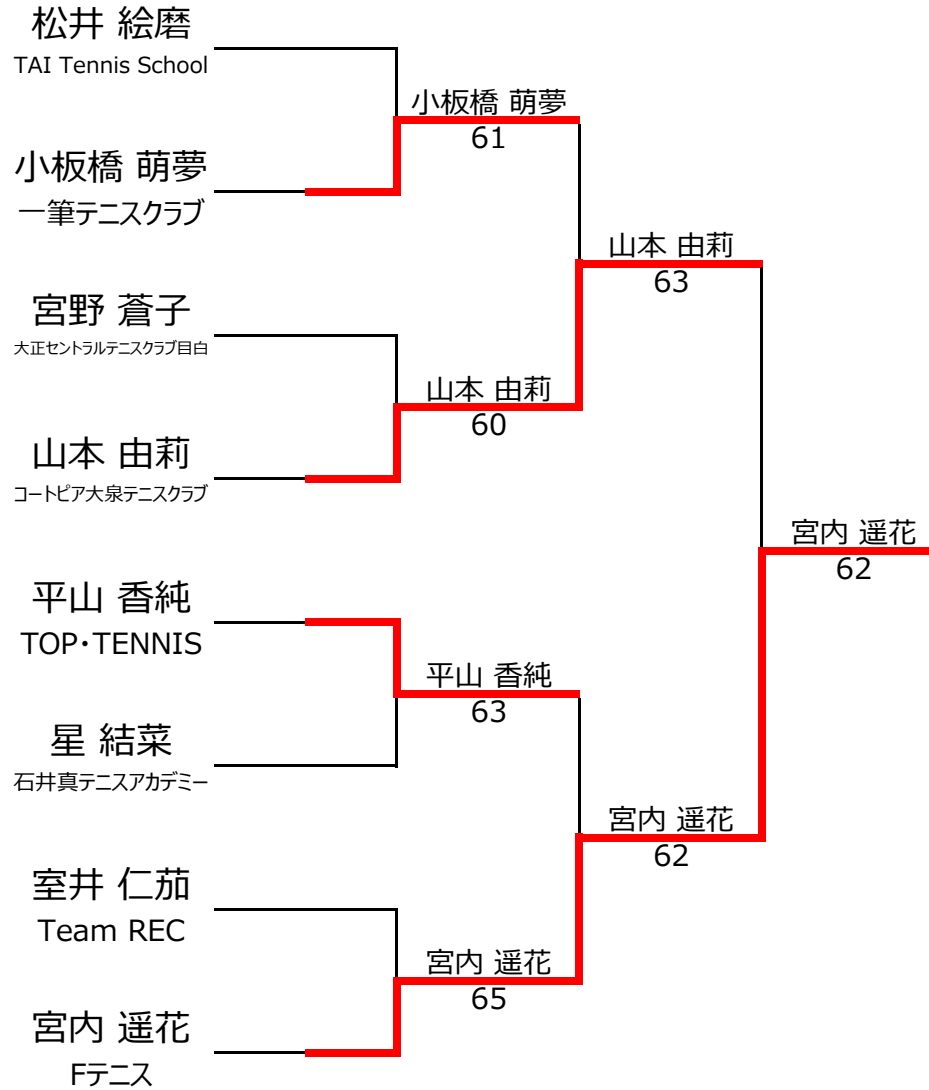 松井 絵磨
TAI Tennis School
小板橋 萌夢
61
小板橋 萌夢
一筆テニスクラブ
山本 由莉
63
宮野 蒼子
大正セントラルテニスクラブ目白
山本 由莉
60
山本 由莉
コートピア大泉テニスクラブ
宮内 遥花
62
平山 香純
TOP・TENNIS
平山 香純
63
星 結菜
石井真テニスアカデミー
宮内 遥花
62
室井 仁茄
Team REC
宮内 遥花
65
宮内 遥花
Fテニス